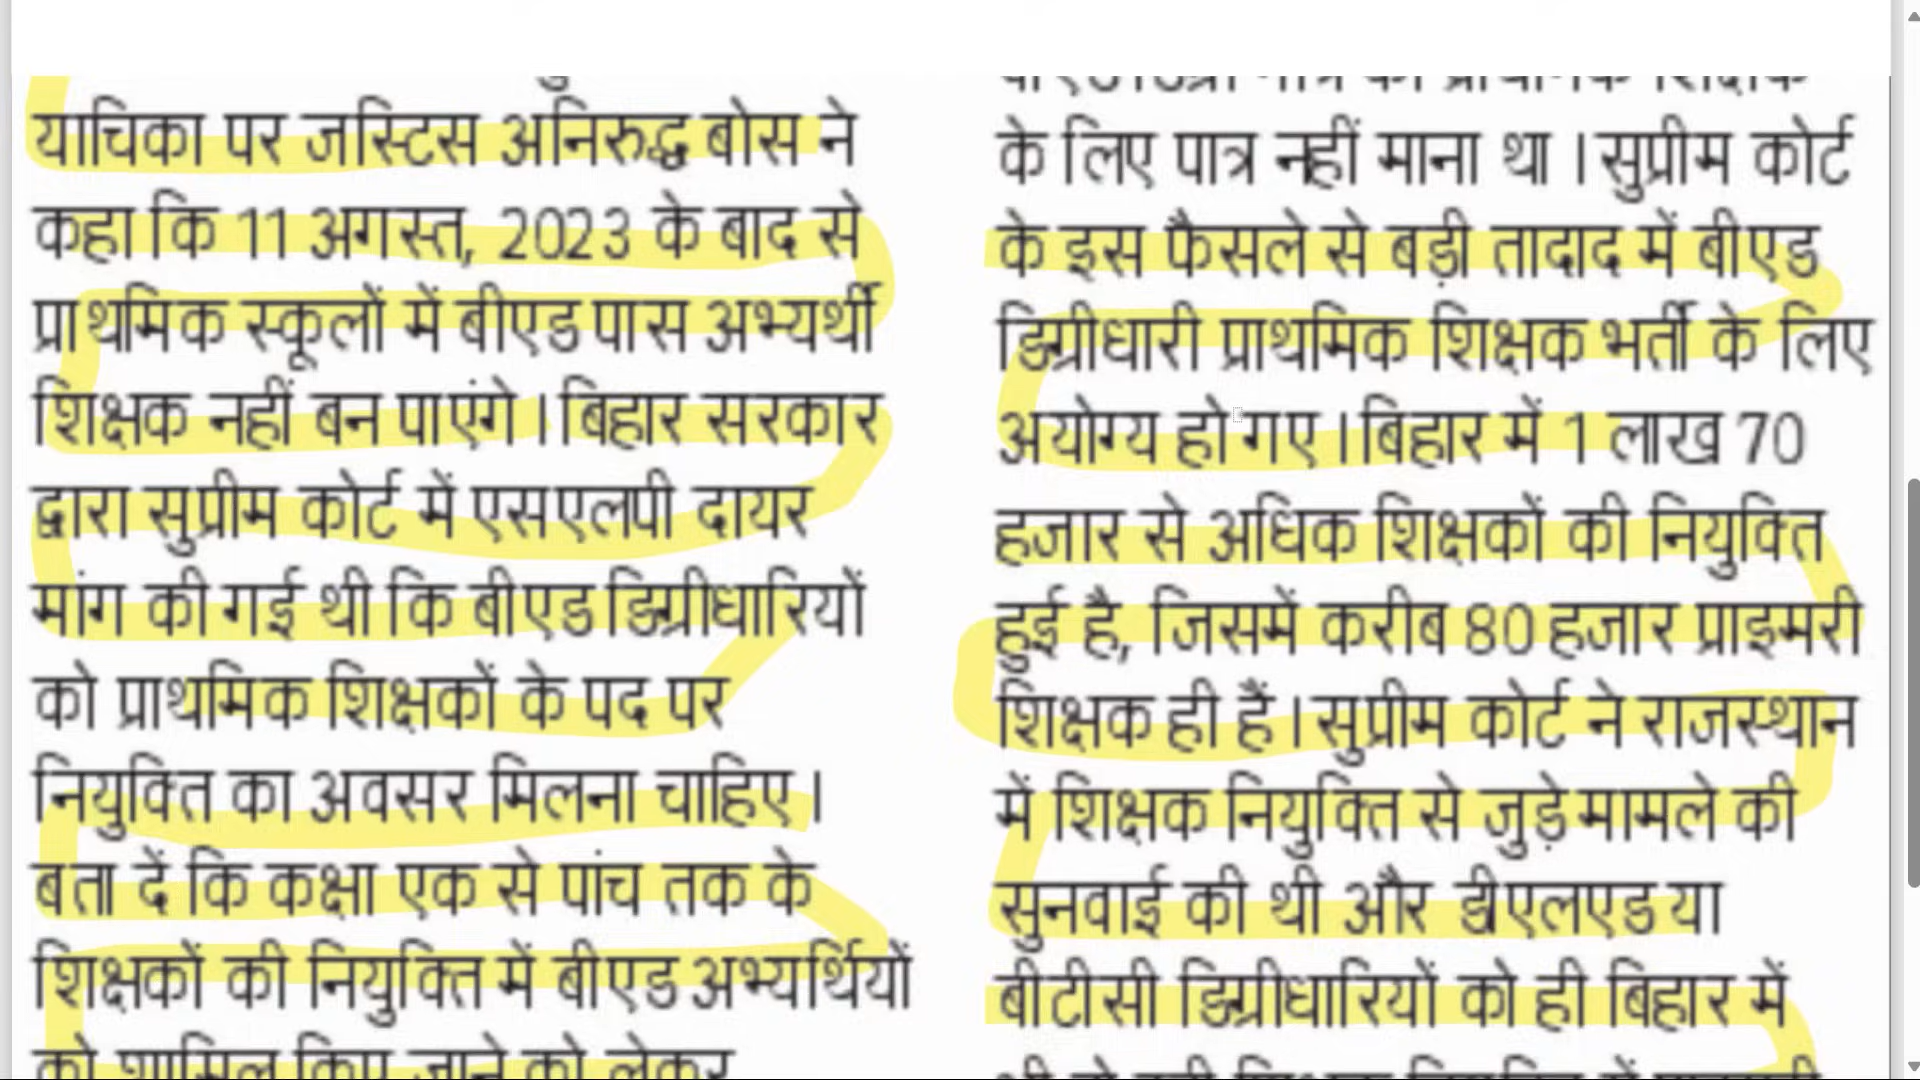 याचिका पर जस्टिस अनिरुद्ध बोस ने
कहा कि 11 अगस्त, 2023 के बाद से
प्राथमिक स्कूलों में बीएड पास अभ्यर्थी
शिक्षक नहीं बन पाएंगे । बिहार सरकार
द्वारा सुप्रीम कोर्ट में एसएलपी दायर
मांग की गई थी कि बीएड डिग्रीधारियों
को प्राथमिक शिक्षकों के पद पर
नियुक्ति का अवसर मिलना चाहिए ।
बता दें कि कक्षा एक से पांच तक के
शिक्षकों की नियुक्ति में बीएड अभ्यर्थियों
को शामिल किए जाने को लेकर
के लिए पात्र नहीं माना था । सुप्रीम कोर्ट
के इस फैसले से बड़ी तादाद में बीएड
डिग्रीधारी प्राथमिक शिक्षक भर्ती के लिए
अयोग्य हो गए । बिहार में 1 लाख 70
हजार से अधिक शिक्षकों की नियुक्ति
हुई है, जिसमें करीब 80 हजार प्राइमरी
शिक्षक ही हैं । सुप्रीम कोर्ट ने राजस्थान
में शिक्षक नियुक्ति से जुड़े मामले की
सुनवाई की थी और डीएलएड या
बीटीसी डिग्रीधारियों को ही बिहार में